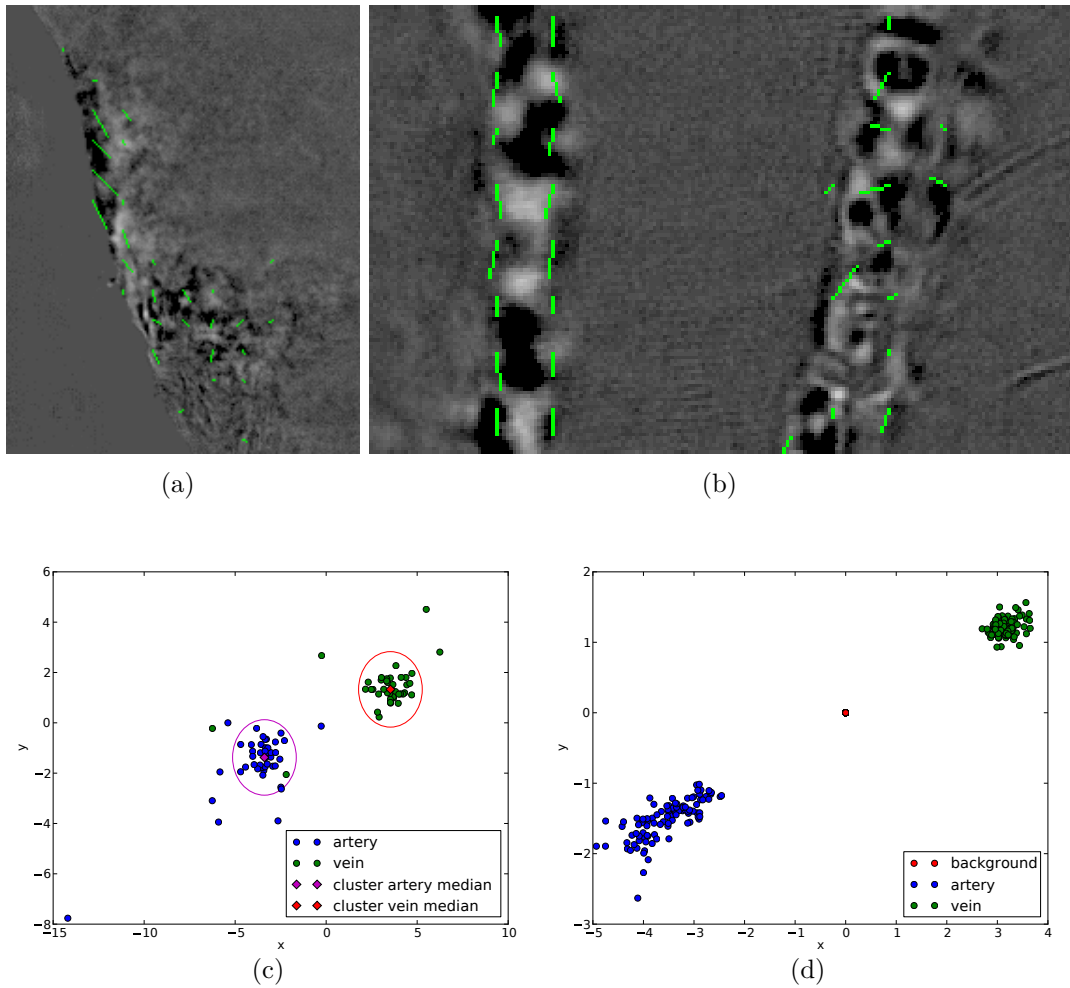 (a)
(b)
6
4
2
0
−2
−4
−6
−8
y
−15
−10
−5
0
5
10
x
artery
vein
cluster artery median
cluster vein median
(c)
2
1
0
−1
−2
−3
y
−5
−4
−3
−2
−1
0
1
2
3
4
x
background
artery
vein
(d)